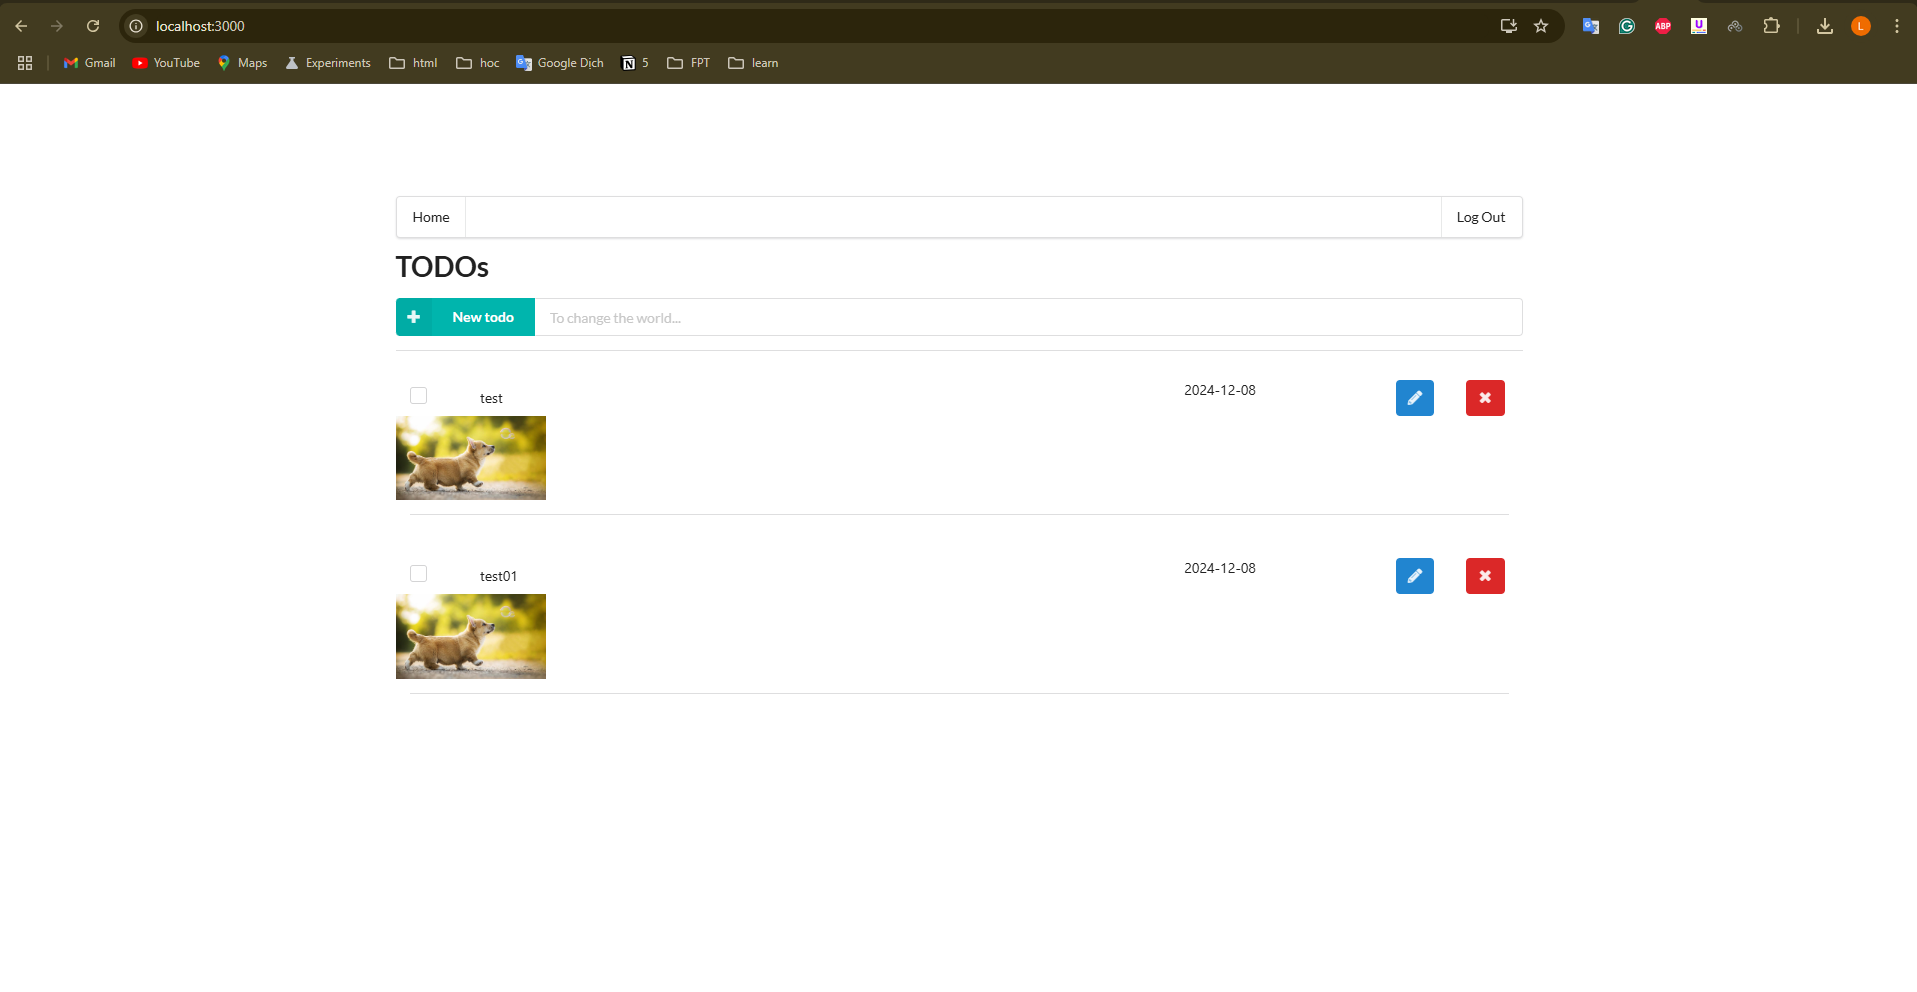 localhost:3000
Gmail YouTube Maps Experiments html hoc Google Dịch 5 FPT learn
Home Log Out
TODOs
New todo To change the world...
test 2024-12-08
test01 2024-12-08